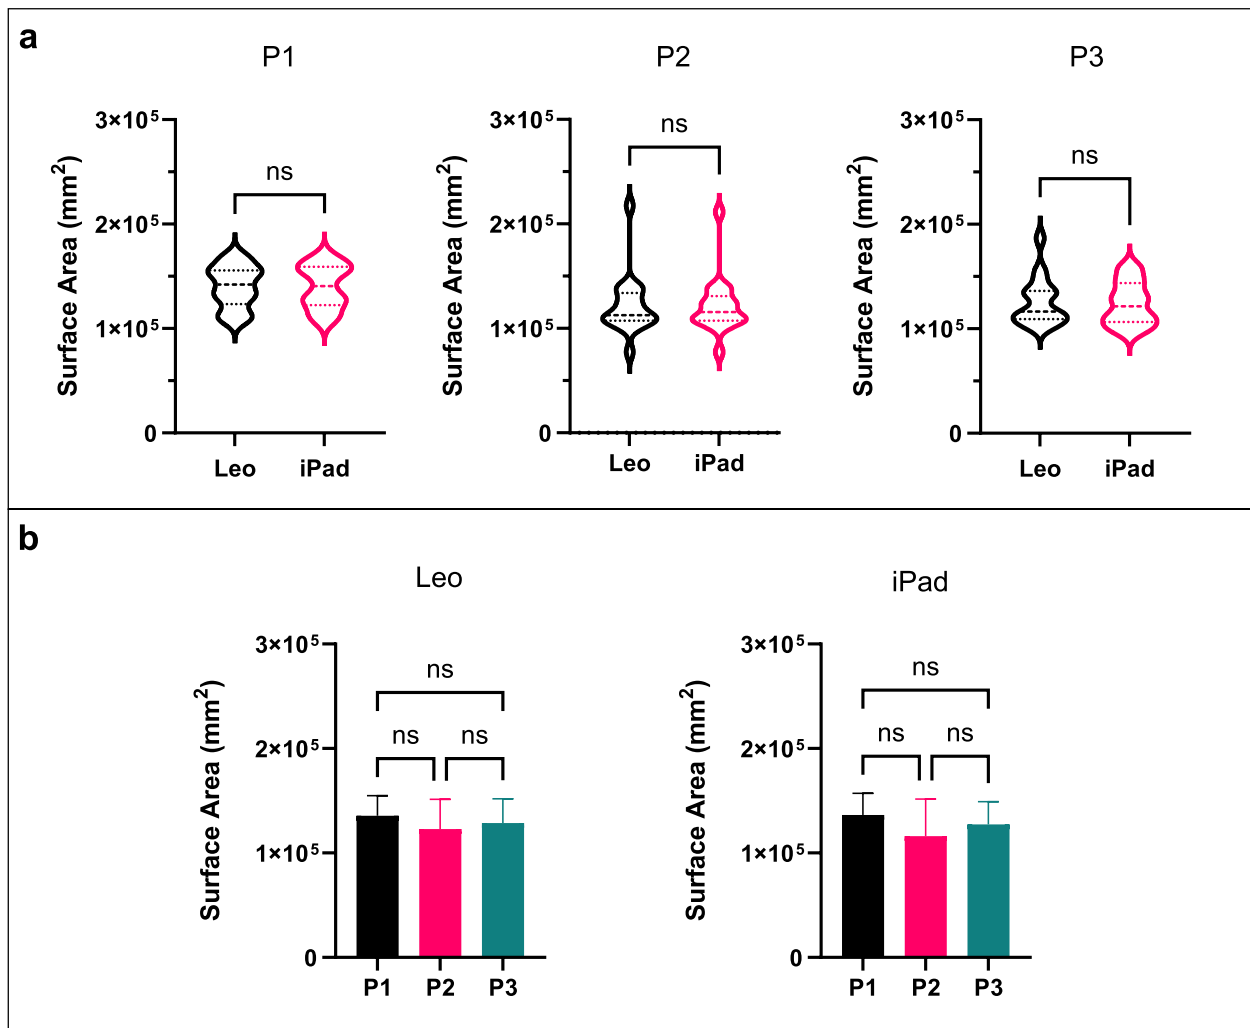 a
P1
P2
P3
3×10⁵
2×10⁵
1×10⁵
0
Surface Area (mm²)
ns
Leo
iPad
3×10⁵
2×10⁵
1×10⁵
0
Surface Area (mm²)
ns
Leo
iPad
3×10⁵
2×10⁵
1×10⁵
0
Surface Area (mm²)
ns
Leo
iPad
b
Leo
3×10⁵
2×10⁵
1×10⁵
0
Surface Area (mm²)
ns
ns
ns
P1
P2
P3
iPad
3×10⁵
2×10⁵
1×10⁵
0
Surface Area (mm²)
ns
ns
ns
P1
P2
P3